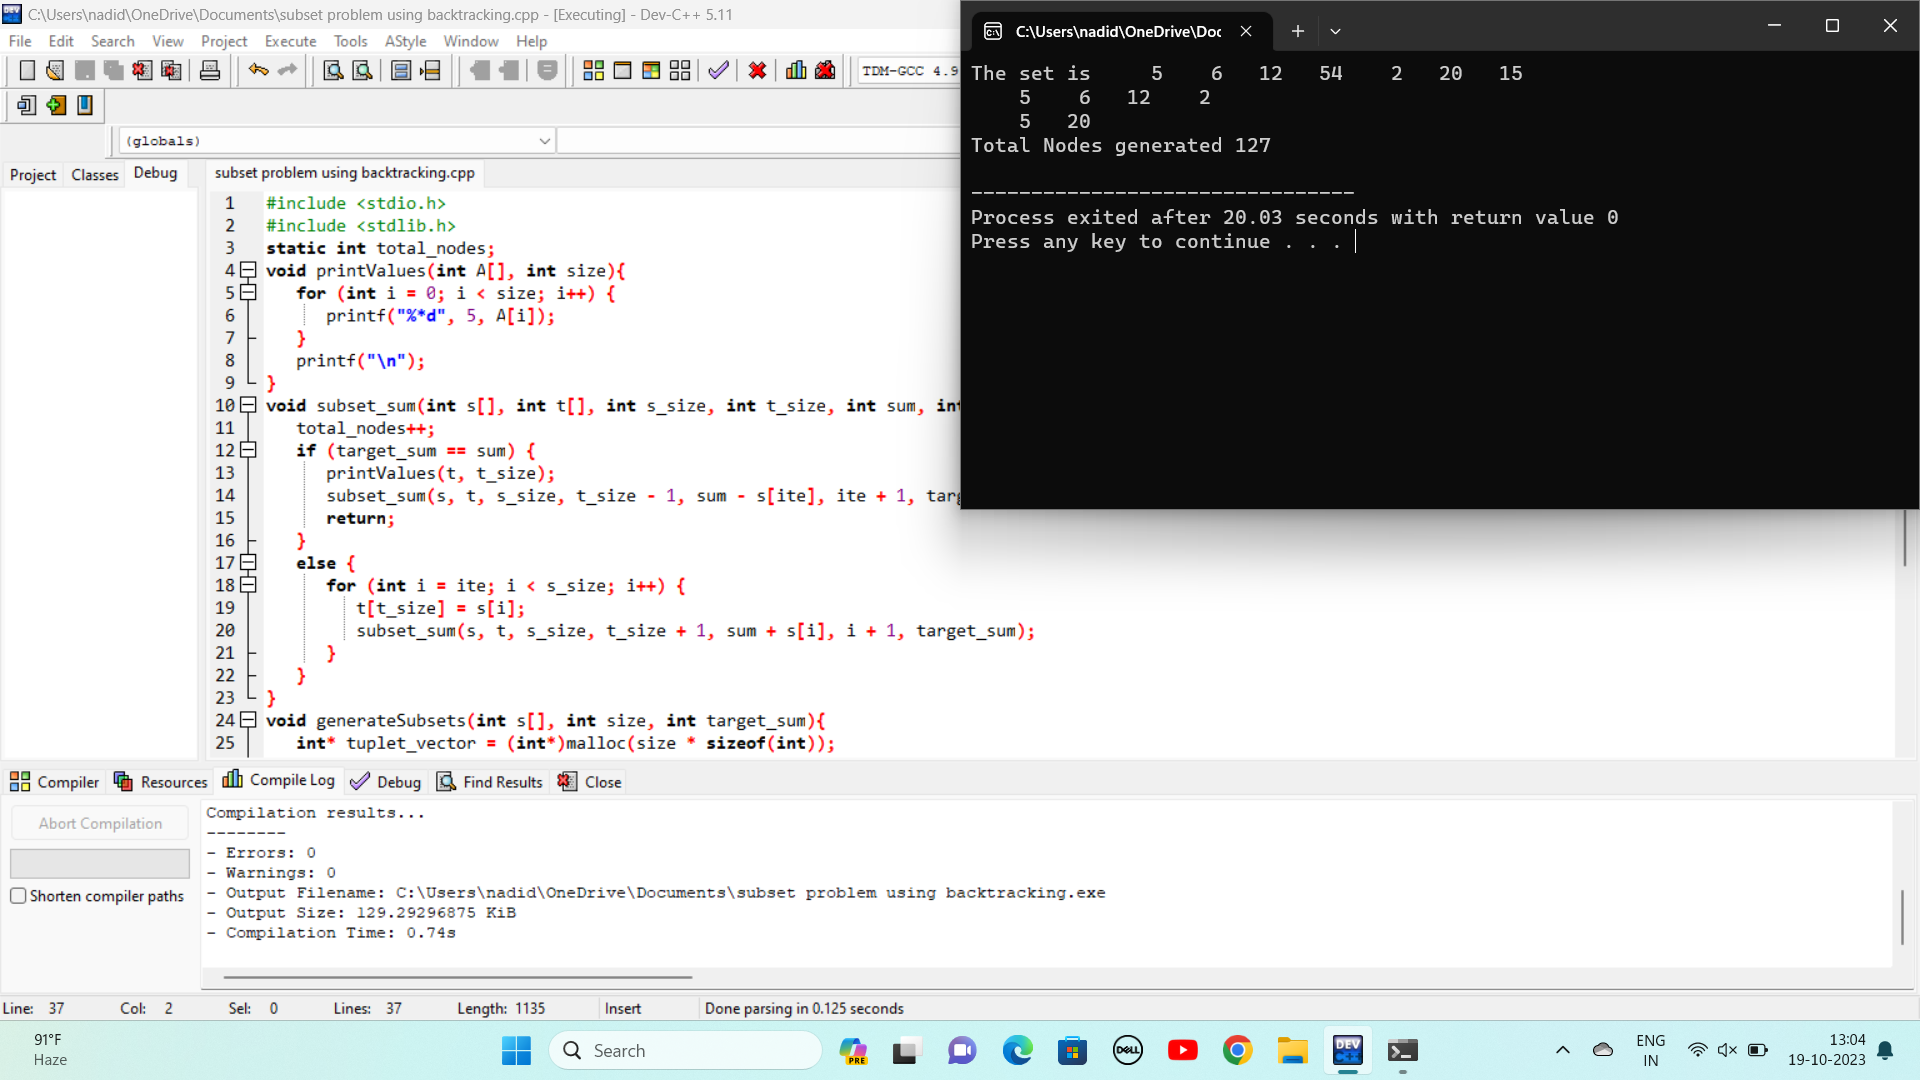 C:\Users\nadid\OneDrive\Documents\subset problem using backtracking.cpp - [Executing] - Dev-C++ 5.11
File Edit Search View Project Execute Tools AStyle Window Help
TDM-GCC 4.9
(globals)
Project Classes Debug
subset problem using backtracking.cpp
1 #include <stdio.h>
2 #include <stdlib.h>
3 static int total_nodes;
4 void printValues(int A[], int size){
5 for (int i = 0; i < size; i++) {
6 printf("%*d", 5, A[i]);
7 }
8 printf("\n");
9 }
10 void subset_sum(int s[], int t[], int s_size, int t_size, int sum, int
11 total_nodes++;
12 if (target_sum == sum) {
13 printValues(t, t_size);
14 subset_sum(s, t, s_size, t_size - 1, sum - s[ite], ite + 1, targ
15 return;
16 }
17 else {
18 for (int i = ite; i < s_size; i++) {
19 t[t_size] = s[i];
20 subset_sum(s, t, s_size, t_size + 1, sum + s[i], i + 1, target_sum);
21 }
22 }
23 }
24 void generateSubsets(int s[], int size, int target_sum){
25 int* tuplet_vector = (int*)malloc(size * sizeof(int));
C:\Users\nadid\OneDrive\Doc
The set is 5 6 12 54 2 20 15
5 6 12 2
5 20
Total Nodes generated 127
--------------------------------
Process exited after 20.03 seconds with return value 0
Press any key to continue . . .
Compiler Resources Compile Log Debug Find Results Close
Abort Compilation
Shorten compiler paths
Compilation results...
--------
- Errors: 0
- Warnings: 0
- Output Filename: C:\Users\nadid\OneDrive\Documents\subset problem using backtracking.exe
- Output Size: 129.29296875 KiB
- Compilation Time: 0.74s
Line: 37 Col: 2 Sel: 0 Lines: 37 Length: 1135 Insert Done parsing in 0.125 seconds
91°F
Haze
Search
PRE
DELL
DEV C++
ENG
IN
13:04
19-10-2023